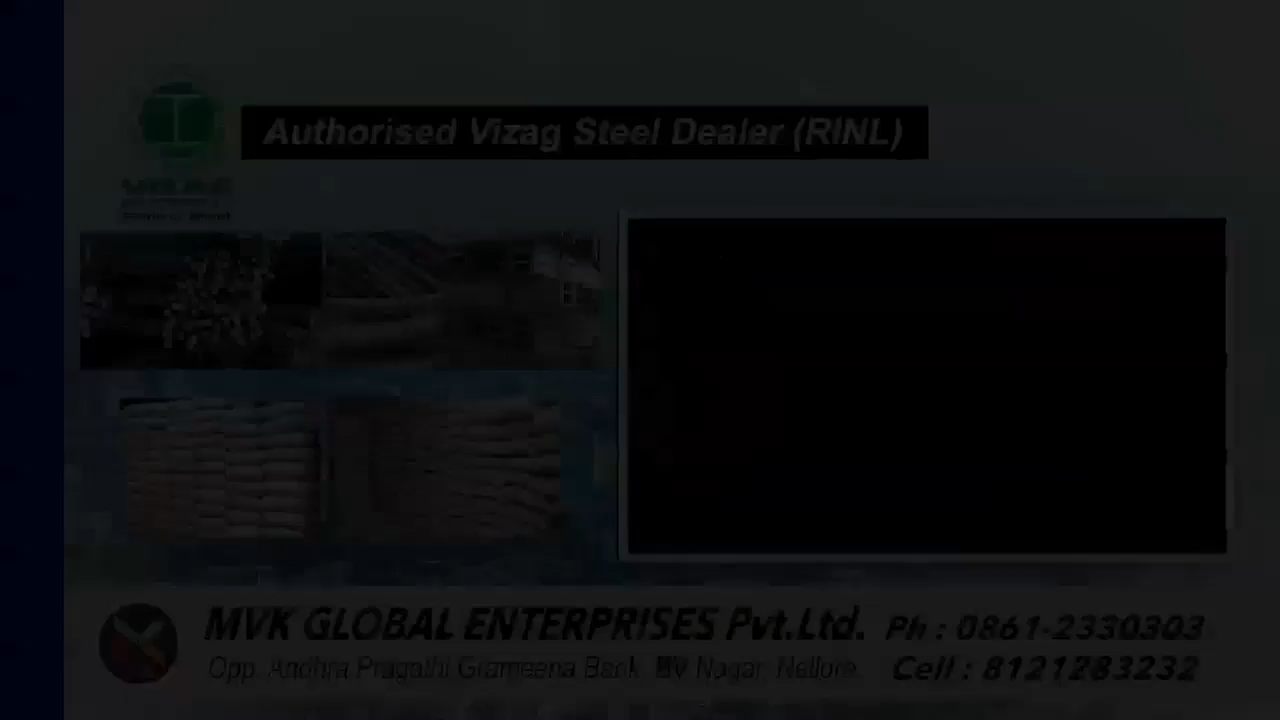 Authorised Vizag Steel Dealer (RINL)
MVK GLOBAL ENTERPRISES Pvt.Ltd.
Ph : 0861-2330303
Opp. Andhra Pragathi Grameena Bank, BV Nagar, Nellore.
Cell : 8121283232